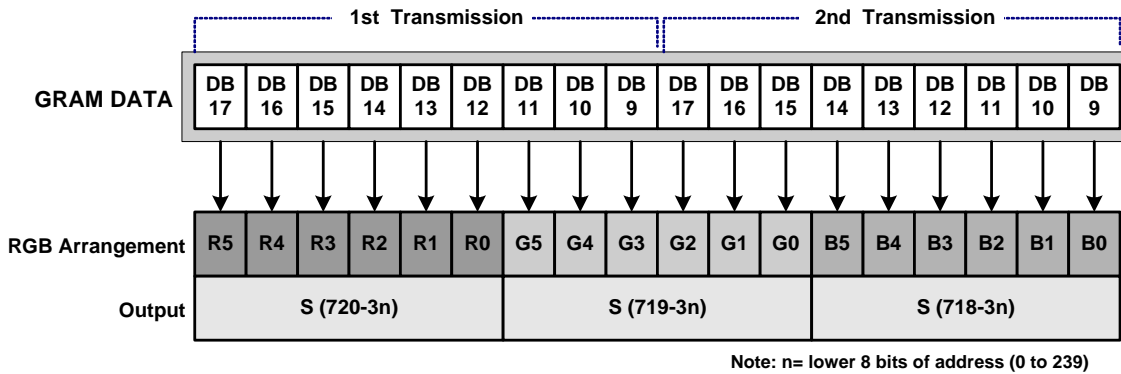 1st Transmission 2nd Transmission
GRAM DATA DB 17 DB 16 DB 15 DB 14 DB 13 DB 12 DB 11 DB 10 DB 9 DB 17 DB 16 DB 15 DB 14 DB 13 DB 12 DB 11 DB 10 DB 9
RGB Arrangement R5 R4 R3 R2 R1 R0 G5 G4 G3 G2 G1 G0 B5 B4 B3 B2 B1 B0
Output S (720-3n) S (719-3n) S (718-3n)
Note: n= lower 8 bits of address (0 to 239)